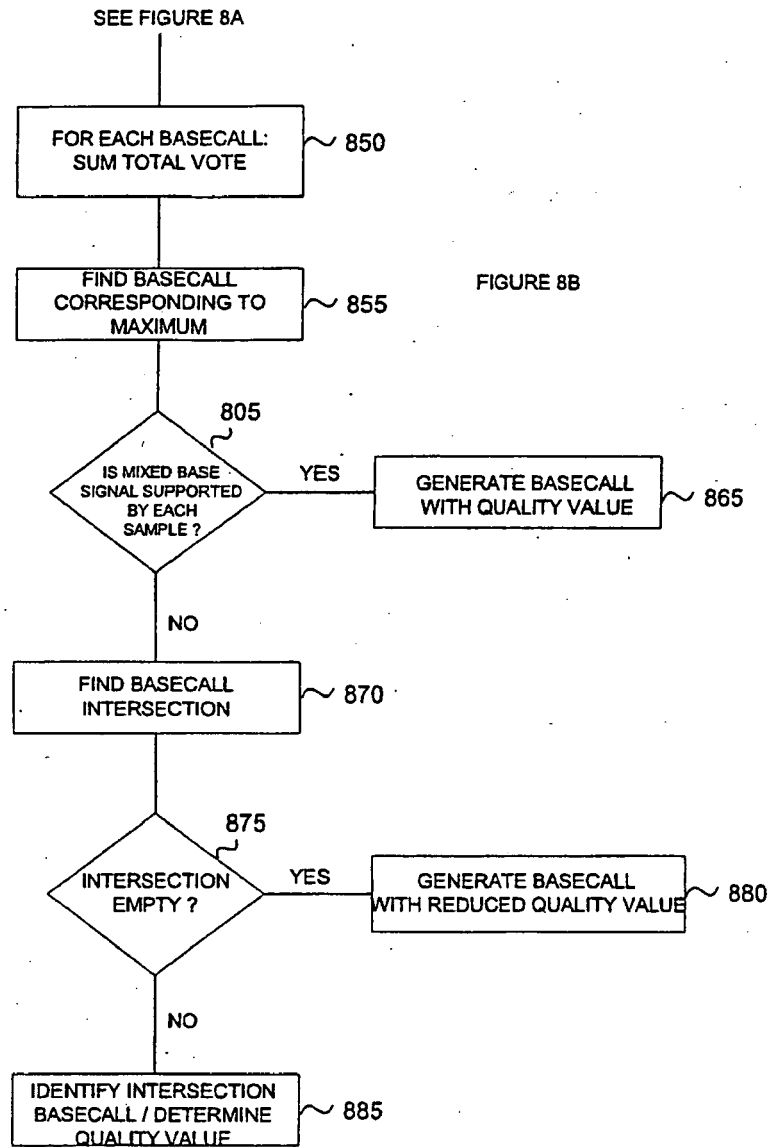 SEE FIGURE 8A
FOR EACH BASECALL:
SUM TOTAL VOTE
850
FIND BASECALL
CORRESPONDING TO
MAXIMUM
855
FIGURE 8B
805
IS MIXED BASE
SIGNAL SUPPORTED
BY EACH
SAMPLE ?
YES
GENERATE BASECALL
WITH QUALITY VALUE
865
NO
FIND BASECALL
INTERSECTION
870
875
INTERSECTION
EMPTY ?
YES
GENERATE BASECALL
WITH REDUCED QUALITY VALUE
880
NO
IDENTIFY INTERSECTION
BASECALL / DETERMINE
QUALITY VALUE
885